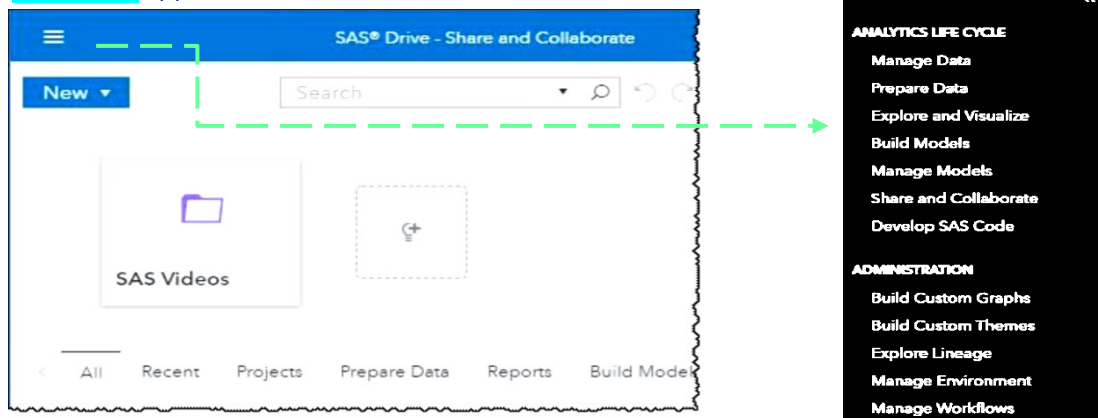 SAS® Drive - Share and Collaborate
New
Search
SAS Videos
All Recent Projects Prepare Data Reports Build Model
ANALYTICS LIFE CYCLE
Manage Data
Prepare Data
Explore and Visualize
Build Models
Manage Models
Share and Collaborate
Develop SAS Code
ADMINISTRATION
Build Custom Graphs
Build Custom Themes
Explore Lineage
Manage Environment
Manage Workflows